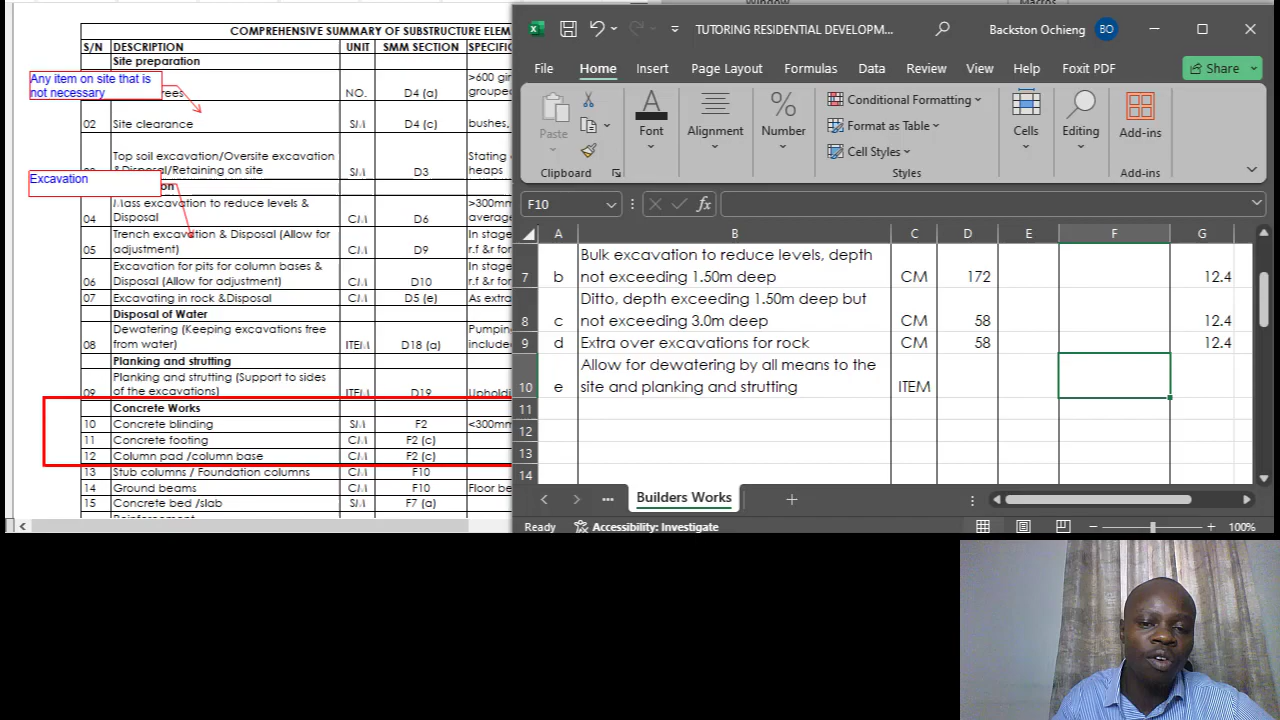 COMPREHENSIVE SUMMARY OF SUBSTRUCTURE ELEM
S/N DESCRIPTION UNIT SMM SECTION SPECIFIC
Site preparation
Any item on site that is
not necessary
>600 gir
rees NO. D4 (a) grouped
02 Site clearance SM D4 (c) bushes,
Top soil excavation/Oversite excavation Stating
&Disposal/Retaining on site SM D3 heaps
Excavation
on
Mass excavation to reduce levels & >300mm
04 Disposal CM D6 average
Trench excavation & Disposal (Allow for In stage
05 adjustment) CM D9 r.f &r for
Excavation for pits for column bases & In stage
06 Disposal (Allow for adjustment) CM D10 r.f &r for
07 Excavating in rock &Disposal CM D5 (e) As extra
Disposal of Water
Dewatering (Keeping excavations free Pumpin
08 from water) ITEM D18 (a) include
Planking and strutting
Planking and strutting (Support to sides
09 of the excavations) ITEM D19 Upholdi
Concrete Works
10 Concrete blinding SM F2 <300mm
11 Concrete footing CM F2 (c)
12 Column pad /column base CM F2 (c)
13 Stub columns / Foundation columns CM F10
14 Ground beams CM F10 Floor be
15 Concrete bed /slab SM F7 (a)
Reinforcement
Window Macros
TUTORING RESIDENTIAL DEVELOPM... Backston Ochieng BO
File Home Insert Page Layout Formulas Data Review View Help Foxit PDF Share
Paste Font Alignment Number Conditional Formatting Format as Table Cell Styles Cells Editing Add-ins
Clipboard Styles Add-ins
F10 fx
A B C D E F G
Bulk excavation to reduce levels, depth
7 b not exceeding 1.50m deep CM 172 12.4
Ditto, depth exceeding 1.50m deep but
8 c not exceeding 3.0m deep CM 58 12.4
9 d Extra over excavations for rock CM 58 12.4
Allow for dewatering by all means to the
10 e site and planking and strutting ITEM
11
12
13
14
... Builders Works
Ready Accessibility: Investigate 100%